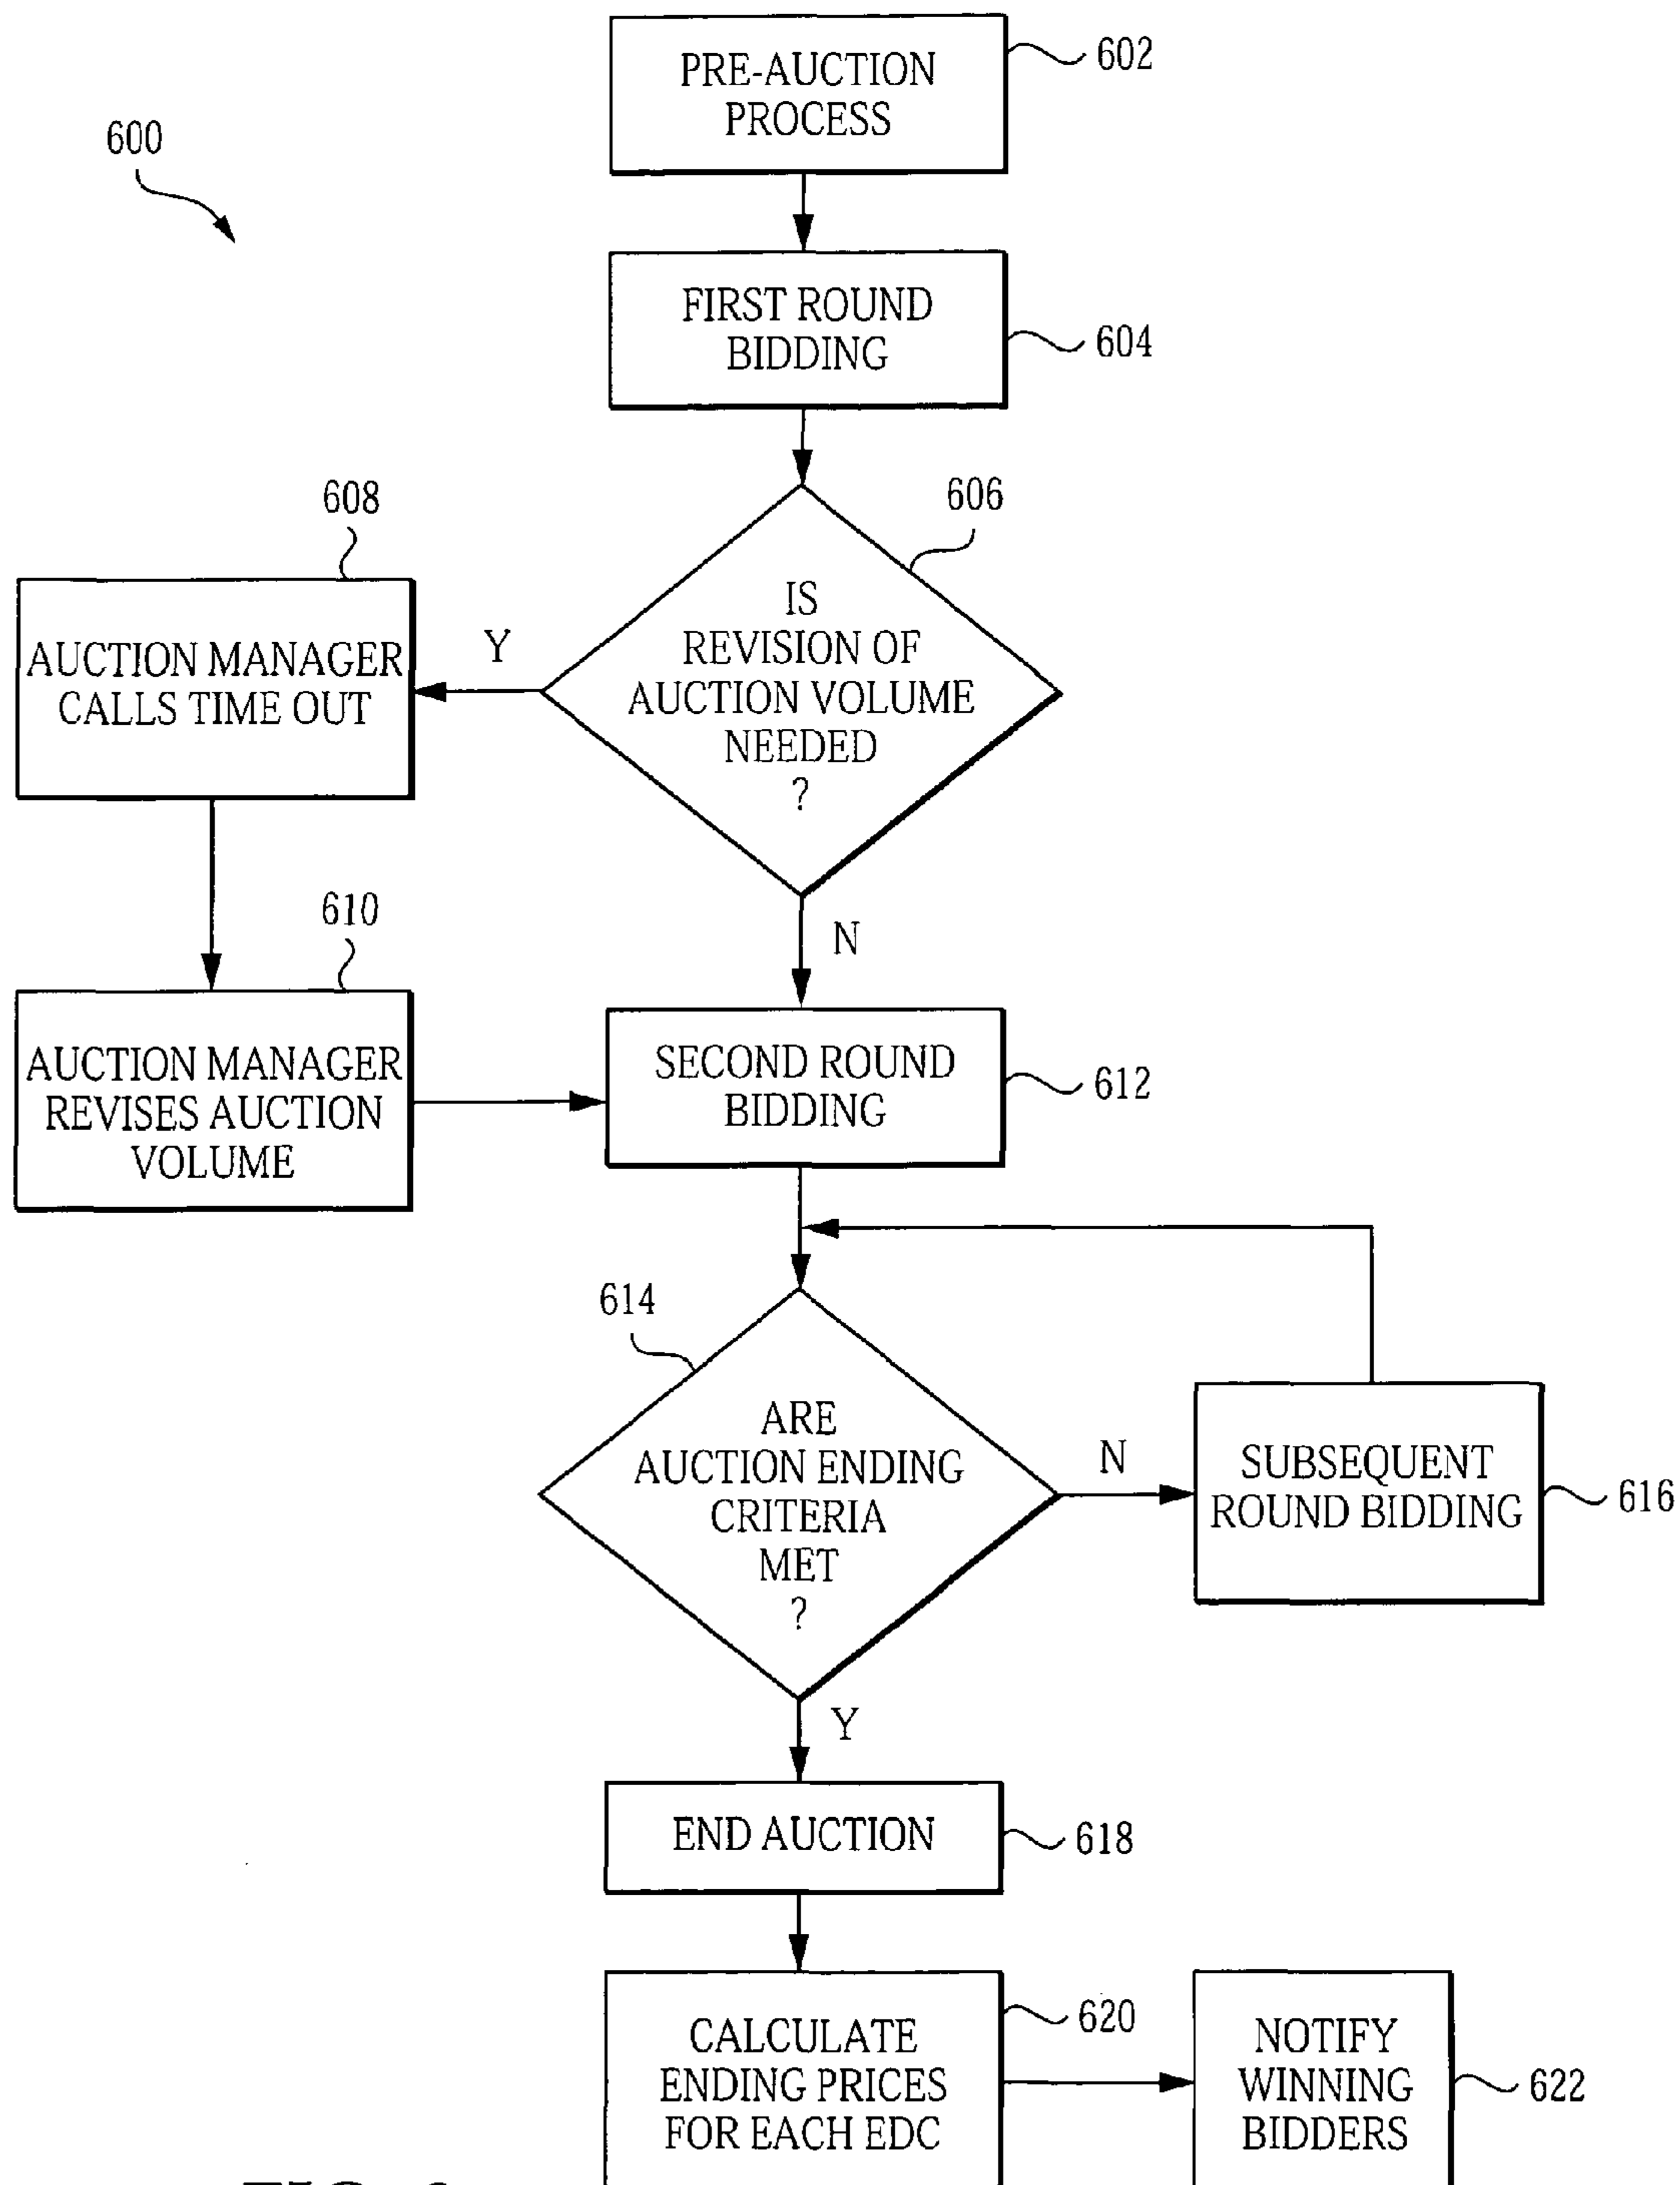 PRE-AUCTION
PROCESS
602
600
FIRST ROUND
BIDDING
604
606
608
IS
REVISION OF
AUCTION VOLUME
NEEDED
?
Y
AUCTION MANAGER
CALLS TIME OUT
N
610
AUCTION MANAGER
REVISES AUCTION
VOLUME
SECOND ROUND
BIDDING
612
614
ARE
AUCTION ENDING
CRITERIA
MET
?
N
SUBSEQUENT
ROUND BIDDING
616
Y
END AUCTION
618
CALCULATE
ENDING PRICES
FOR EACH EDC
620
NOTIFY
WINNING
BIDDERS
622